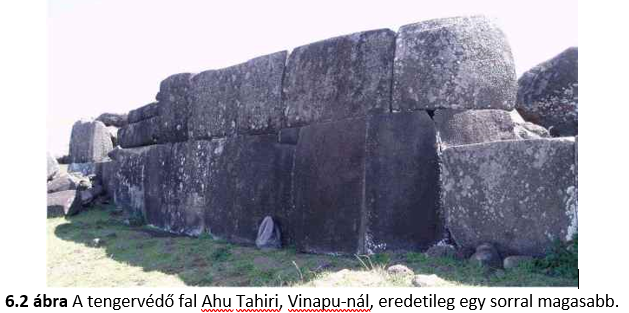 6.2 ábra A tengervédő fal Ahu Tahiri, Vinapu-nál, eredetileg egy sorral magasabb.